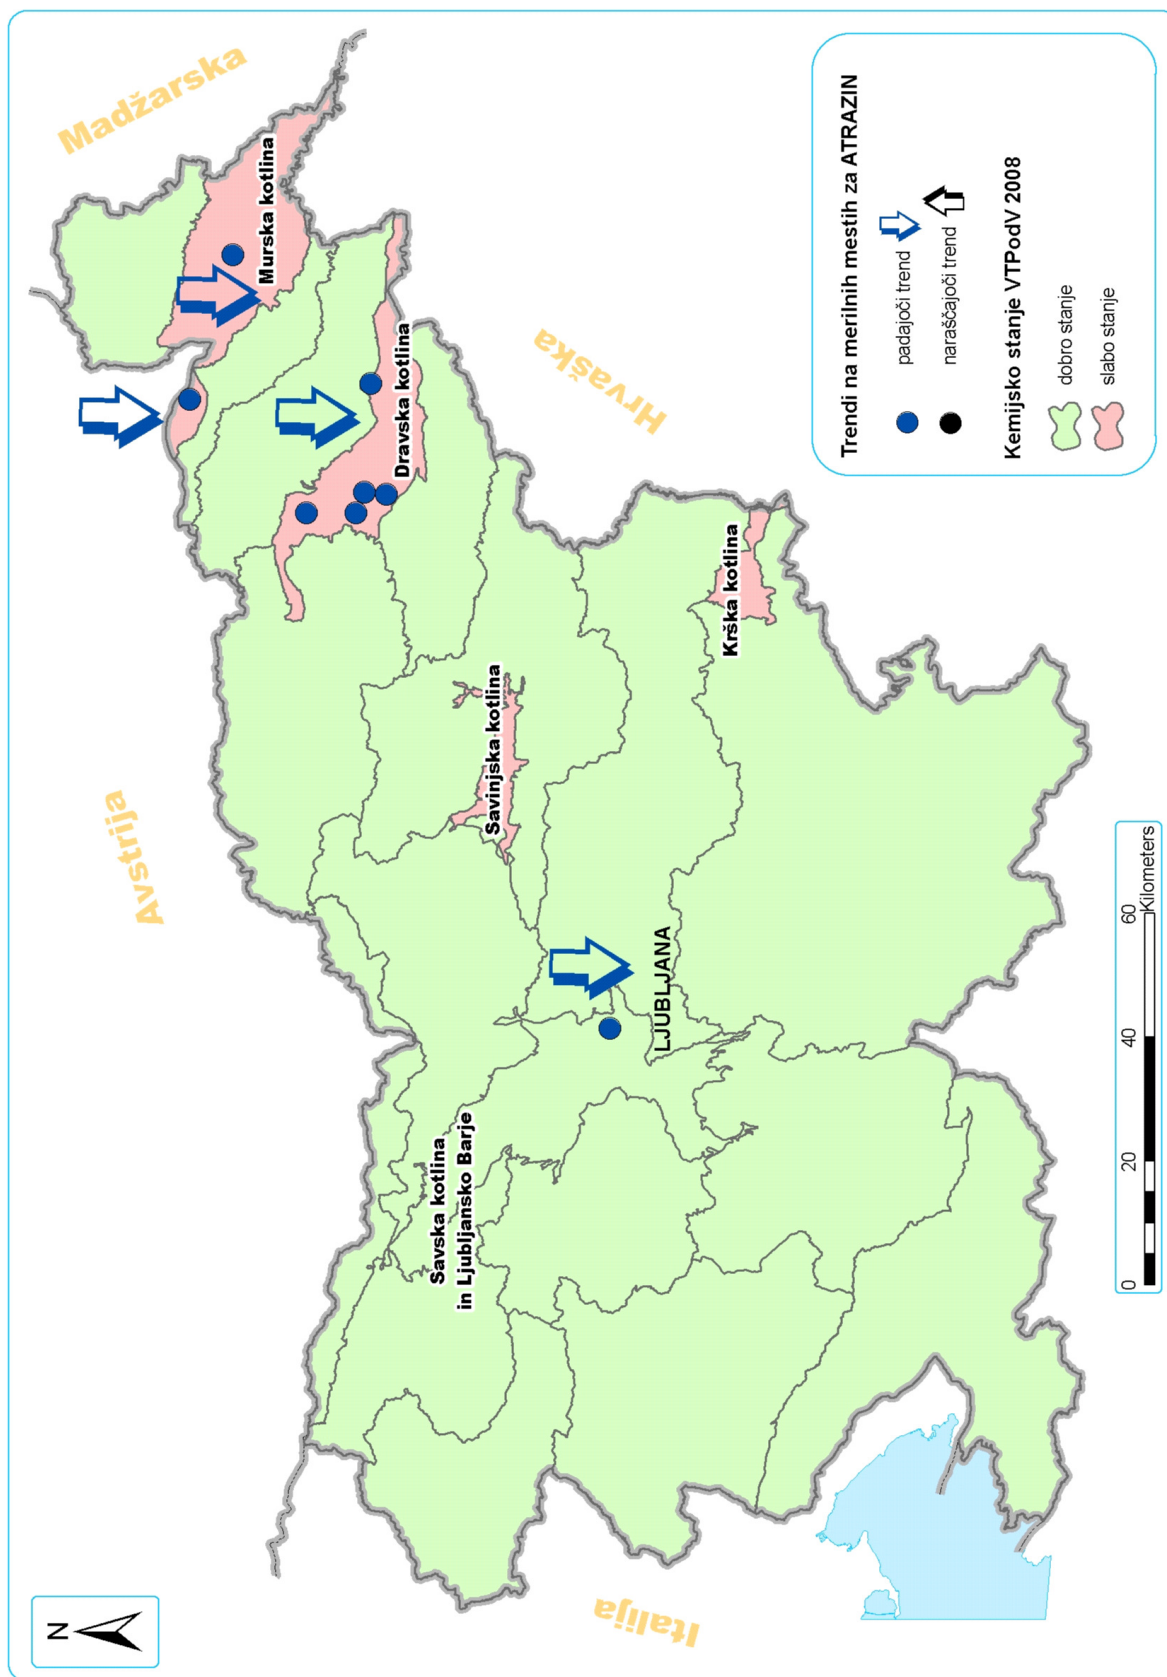 N
Avstrija
Madžarska
Italija
Hrvaška
Murska kotlina
Dravska kotlina
Savinjska kotlina
Krška kotlina
Savska kotlina
in Ljubljansko Barje
LJUBLJANA
0 20 40 60
Kilometers
Trendi na merilnih mestih za ATRAZIN
padajoči trend
naraščajoči trend
Kemijsko stanje VTPodV 2008
dobro stanje
slabo stanje